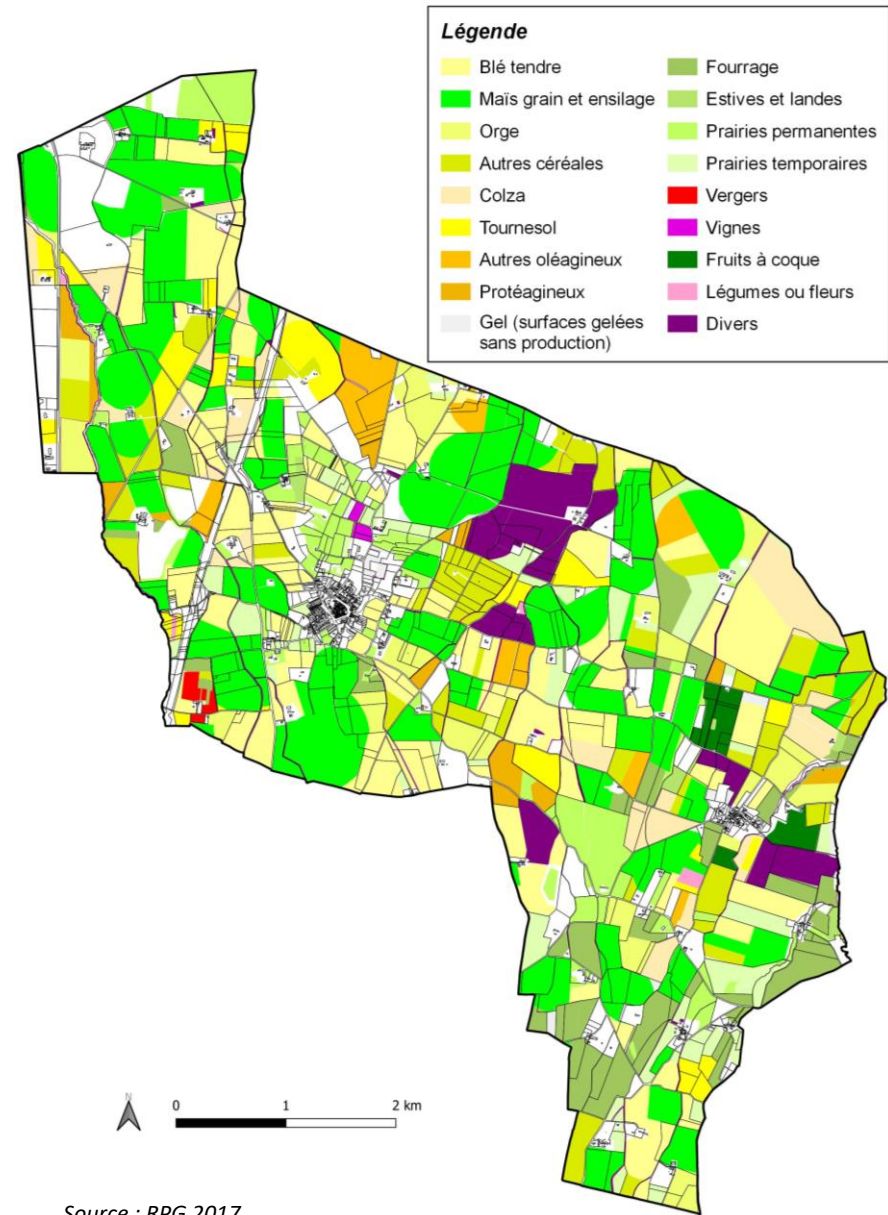 Légende
Blé tendre
Maïs grain et ensilage
Orge
Autres céréales
Colza
Tournesol
Autres oléagineux
Protéagineux
Gel (surfaces gelées
sans production)
Fourrage
Estives et landes
Prairies permanentes
Prairies temporaires
Vergers
Vignes
Fruits à coque
Légumes ou fleurs
Divers
N
0 1 2 km
Source : RPG 2017